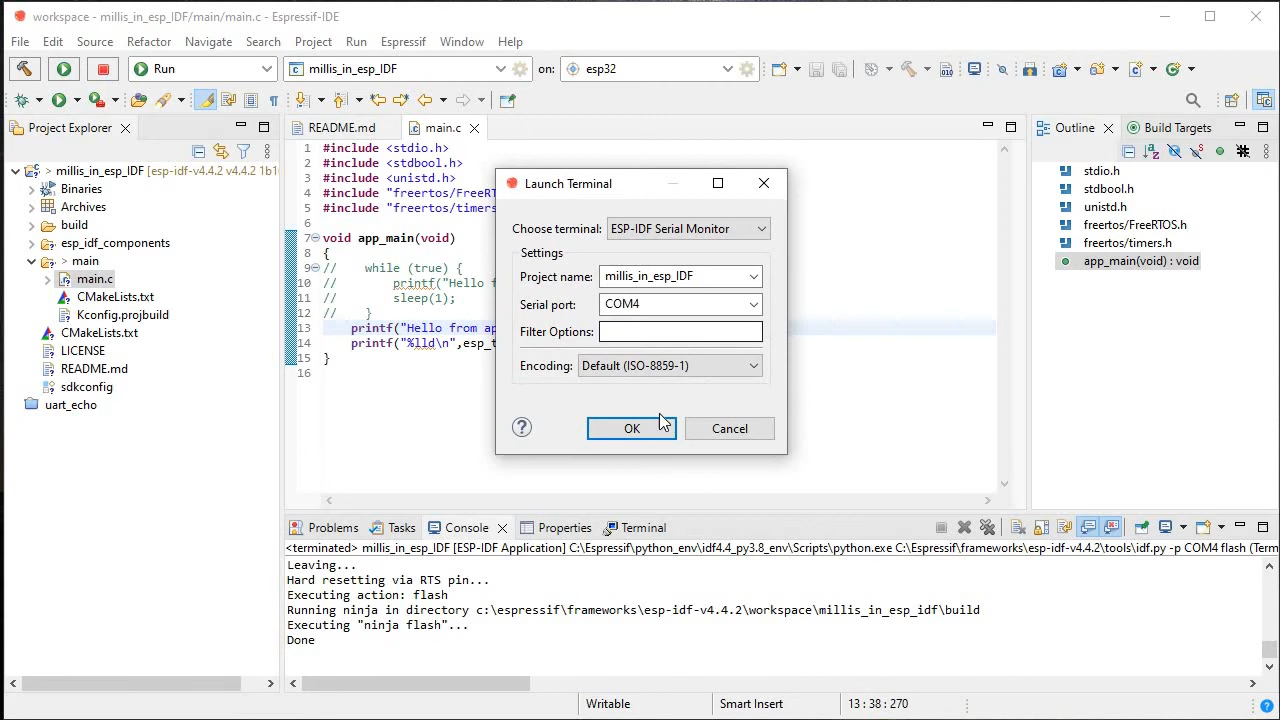 workspace - millis_in_esp_IDF/main/main.c - Espressif-IDE
File Edit Source Refactor Navigate Search Project Run Espressif Window Help
Run millis_in_esp_IDF on: esp32
Project Explorer
millis_in_esp_IDF [esp-idf-v4.4.2 v4.4.2 1b16
Binaries
Archives
build
esp_idf_components
main
main.c
CMakeLists.txt
Kconfig.projbuild
CMakeLists.txt
LICENSE
README.md
sdkconfig
uart_echo
README.md main.c
1 #include <stdio.h>
2 #include <stdbool.h>
3 #include <unistd.h>
4 #include "freertos/FreeRT
5 #include "freertos/timers
6
7 void app_main(void)
8 {
9 // while (true) {
10 // printf("Hello f
11 // sleep(1);
12 // }
13 printf("Hello from ap
14 printf("%lld\n",esp_t
15 }
16
Launch Terminal
Choose terminal: ESP-IDF Serial Monitor
Settings
Project name: millis_in_esp_IDF
Serial port: COM4
Filter Options:
Encoding: Default (ISO-8859-1)
OK Cancel
Outline Build Targets
stdio.h
stdbool.h
unistd.h
freertos/FreeRTOS.h
freertos/timers.h
app_main(void) : void
Problems Tasks Console Properties Terminal
<terminated> millis_in_esp_IDF [ESP-IDF Application] C:\Espressif\python_env\idf4.4_py3.8_env\Scripts\python.exe C:\Espressif\frameworks\esp-idf-v4.4.2\tools\idf.py -p COM4 flash (Term
Leaving...
Hard resetting via RTS pin...
Executing action: flash
Running ninja in directory c:\espressif\frameworks\esp-idf-v4.4.2\workspace\millis_in_esp_idf\build
Executing "ninja flash"...
Done
Writable Smart Insert 13 : 38 : 270